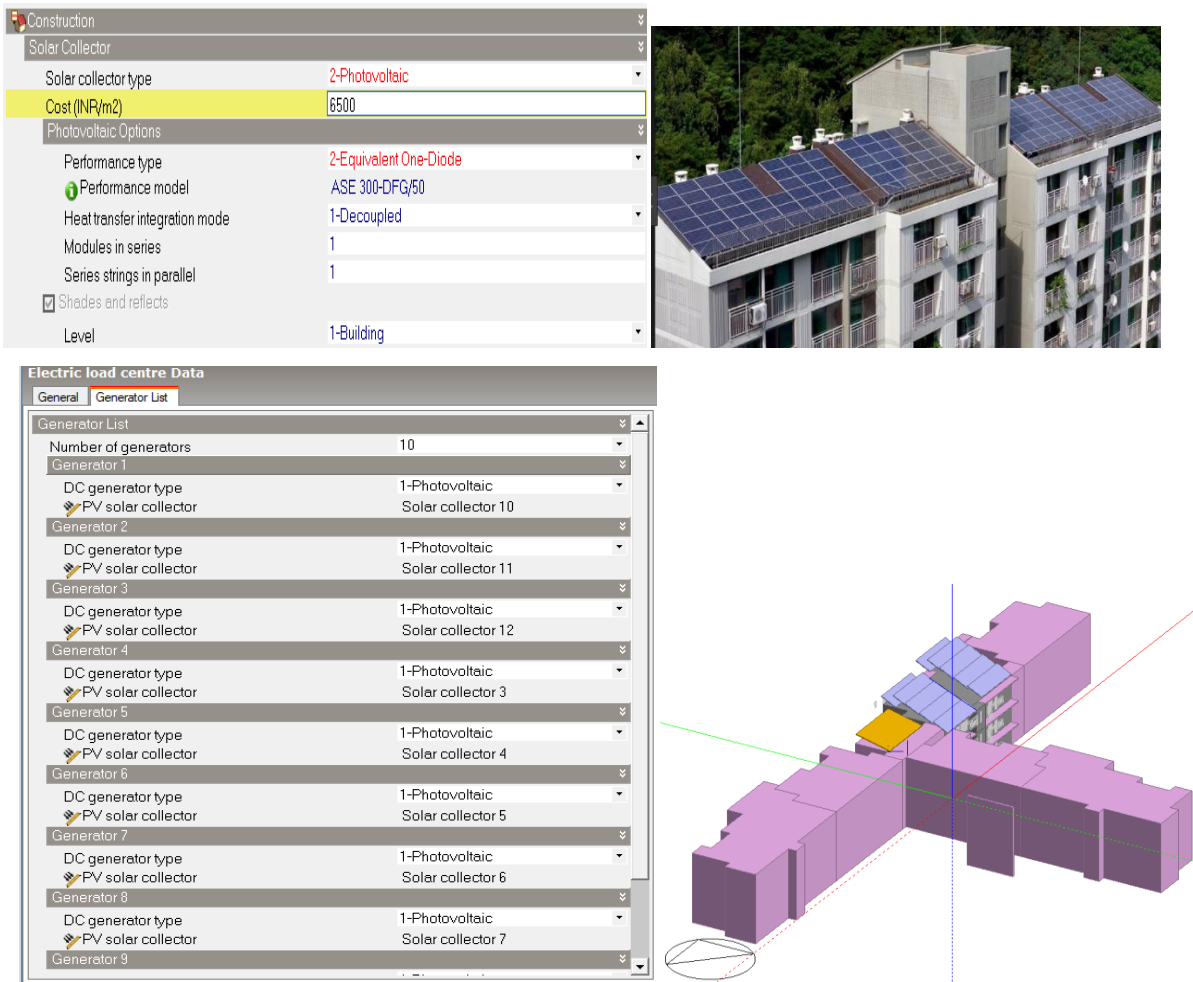 Construction
Solar Collector
Solar collector type 2-Photovoltaic
Cost (INR/m2) 6500
Photovoltaic Options
Performance type 2-Equivalent One-Diode
Performance model ASE 300-DFG/50
Heat transfer integration mode 1-Decoupled
Modules in series 1
Series strings in parallel 1
Shades and reflects
Level 1-Building
Electric load centre Data
General Generator List
Generator List
Number of generators 10
Generator 1
DC generator type 1-Photovoltaic
PV solar collector Solar collector 10
Generator 2
DC generator type 1-Photovoltaic
PV solar collector Solar collector 11
Generator 3
DC generator type 1-Photovoltaic
PV solar collector Solar collector 12
Generator 4
DC generator type 1-Photovoltaic
PV solar collector Solar collector 3
Generator 5
DC generator type 1-Photovoltaic
PV solar collector Solar collector 4
Generator 6
DC generator type 1-Photovoltaic
PV solar collector Solar collector 5
Generator 7
DC generator type 1-Photovoltaic
PV solar collector Solar collector 6
Generator 8
DC generator type 1-Photovoltaic
PV solar collector Solar collector 7
Generator 9